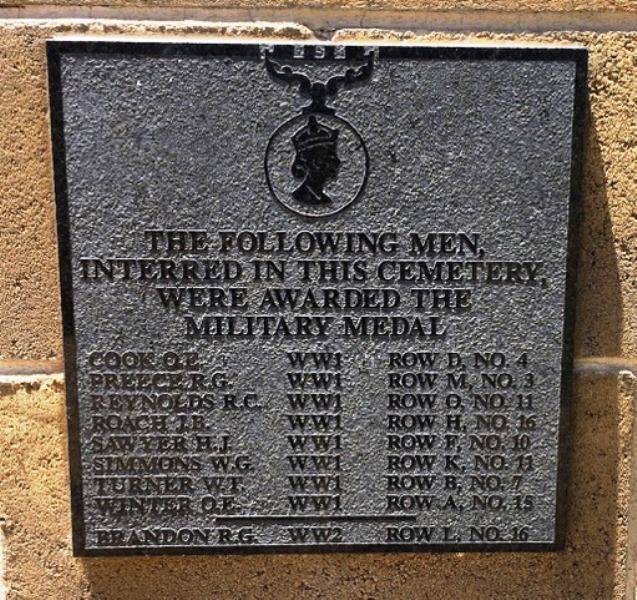 THE FOLLOWING MEN,
INTERRED IN THIS CEMETERY,
WERE AWARDED THE
MILITARY MEDAL
COOK O.E. WW1 ROW D, NO. 4
PREECE R.G. WW1 ROW M, NO. 3
REYNOLDS R.C. WW1 ROW O, NO. 11
ROACH J.B. WW1 ROW H, NO. 16
SAWYER H.J. WW1 ROW F, NO. 10
SIMMONS W.G. WW1 ROW K, NO. 11
TURNER W.T. WW1 ROW B, NO. 7
WINTER O.E. WW1 ROW A, NO. 15
BRANDON R.G. WW2 ROW L, NO. 16